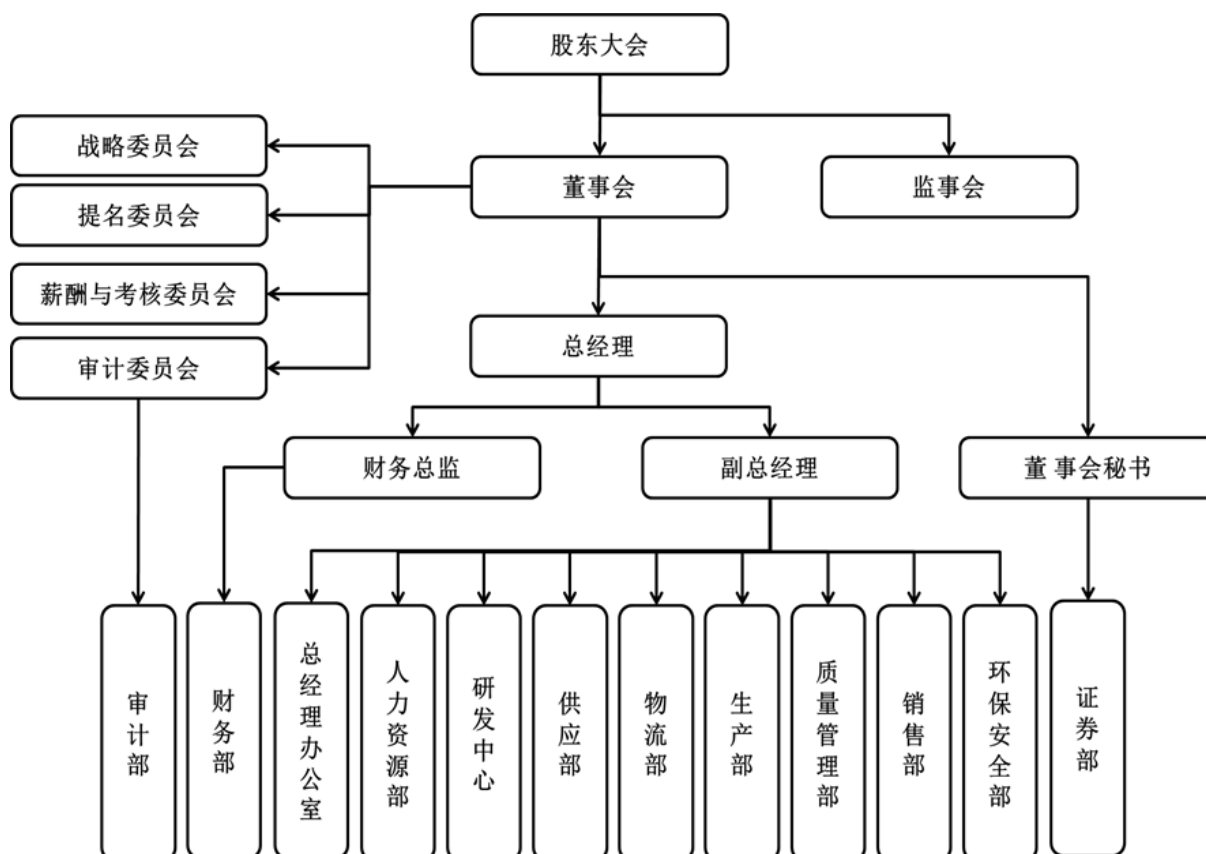 股东大会
战略委员会
董事会
监事会
提名委员会
薪酬与考核委员会
总经理
审计委员会
财务总监
副总经理
董 事会秘书
审计部
财务部
总经理办公室
人力资源部
研发中心
供应部
物流部
生产部
质量管理部
销售部
环保安全部
证券部